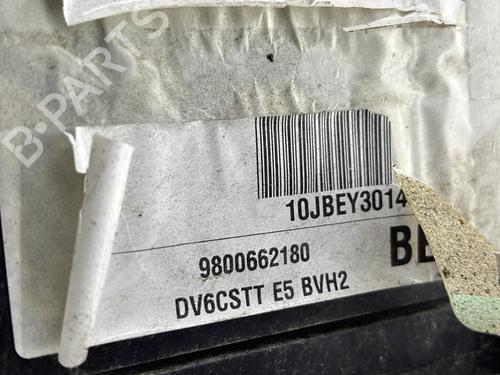 B-PARTS
10JBEY3014
9800662180
BE
DV6CSTT E5 BVH2